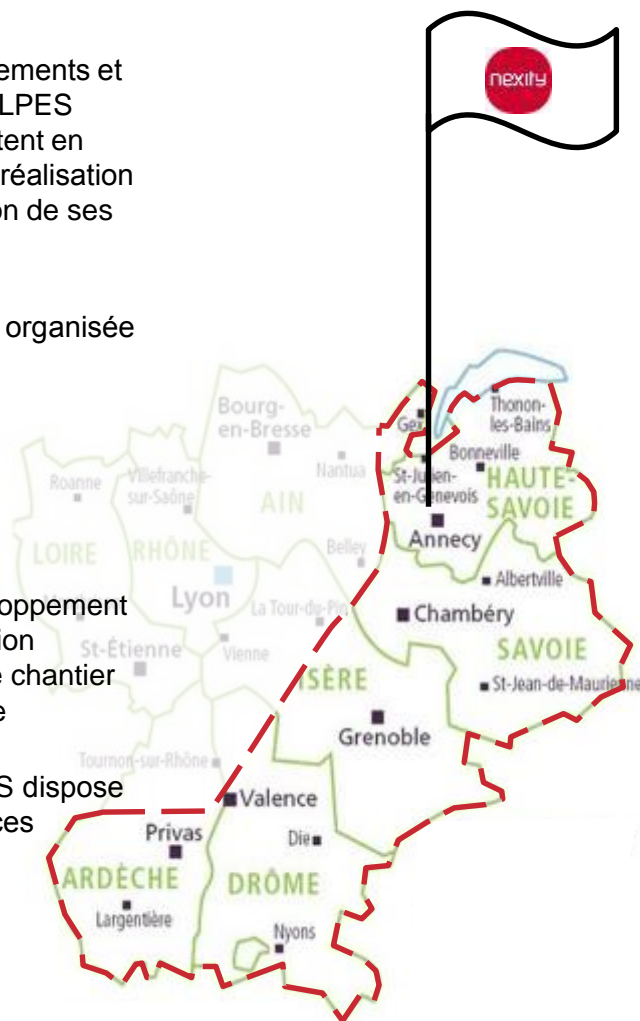 nexity
ements et
LPES
tent en
réalisation
on de ses
organisée
oppement
ion
e chantier
e
S dispose
ces
Thonon-
les-Bains
Gex
Bourg-
en-Bresse
Bonneville
Nantua
St-Julien-
en-Genevois
HAUTE-
SAVOIE
Roanne
Villefranche-
sur-Saône
AIN
Annecy
LOIRE
RHÔNE
Belley
Albertville
Lyon
La Tour-du-Pin
Chambéry
St-Étienne
Vienne
SAVOIE
ISÈRE
St-Jean-de-Maurienne
Grenoble
Tournon-sur-Rhône
Valence
Privas
Die
ARDÈCHE
DRÔME
Largentière
Nyons